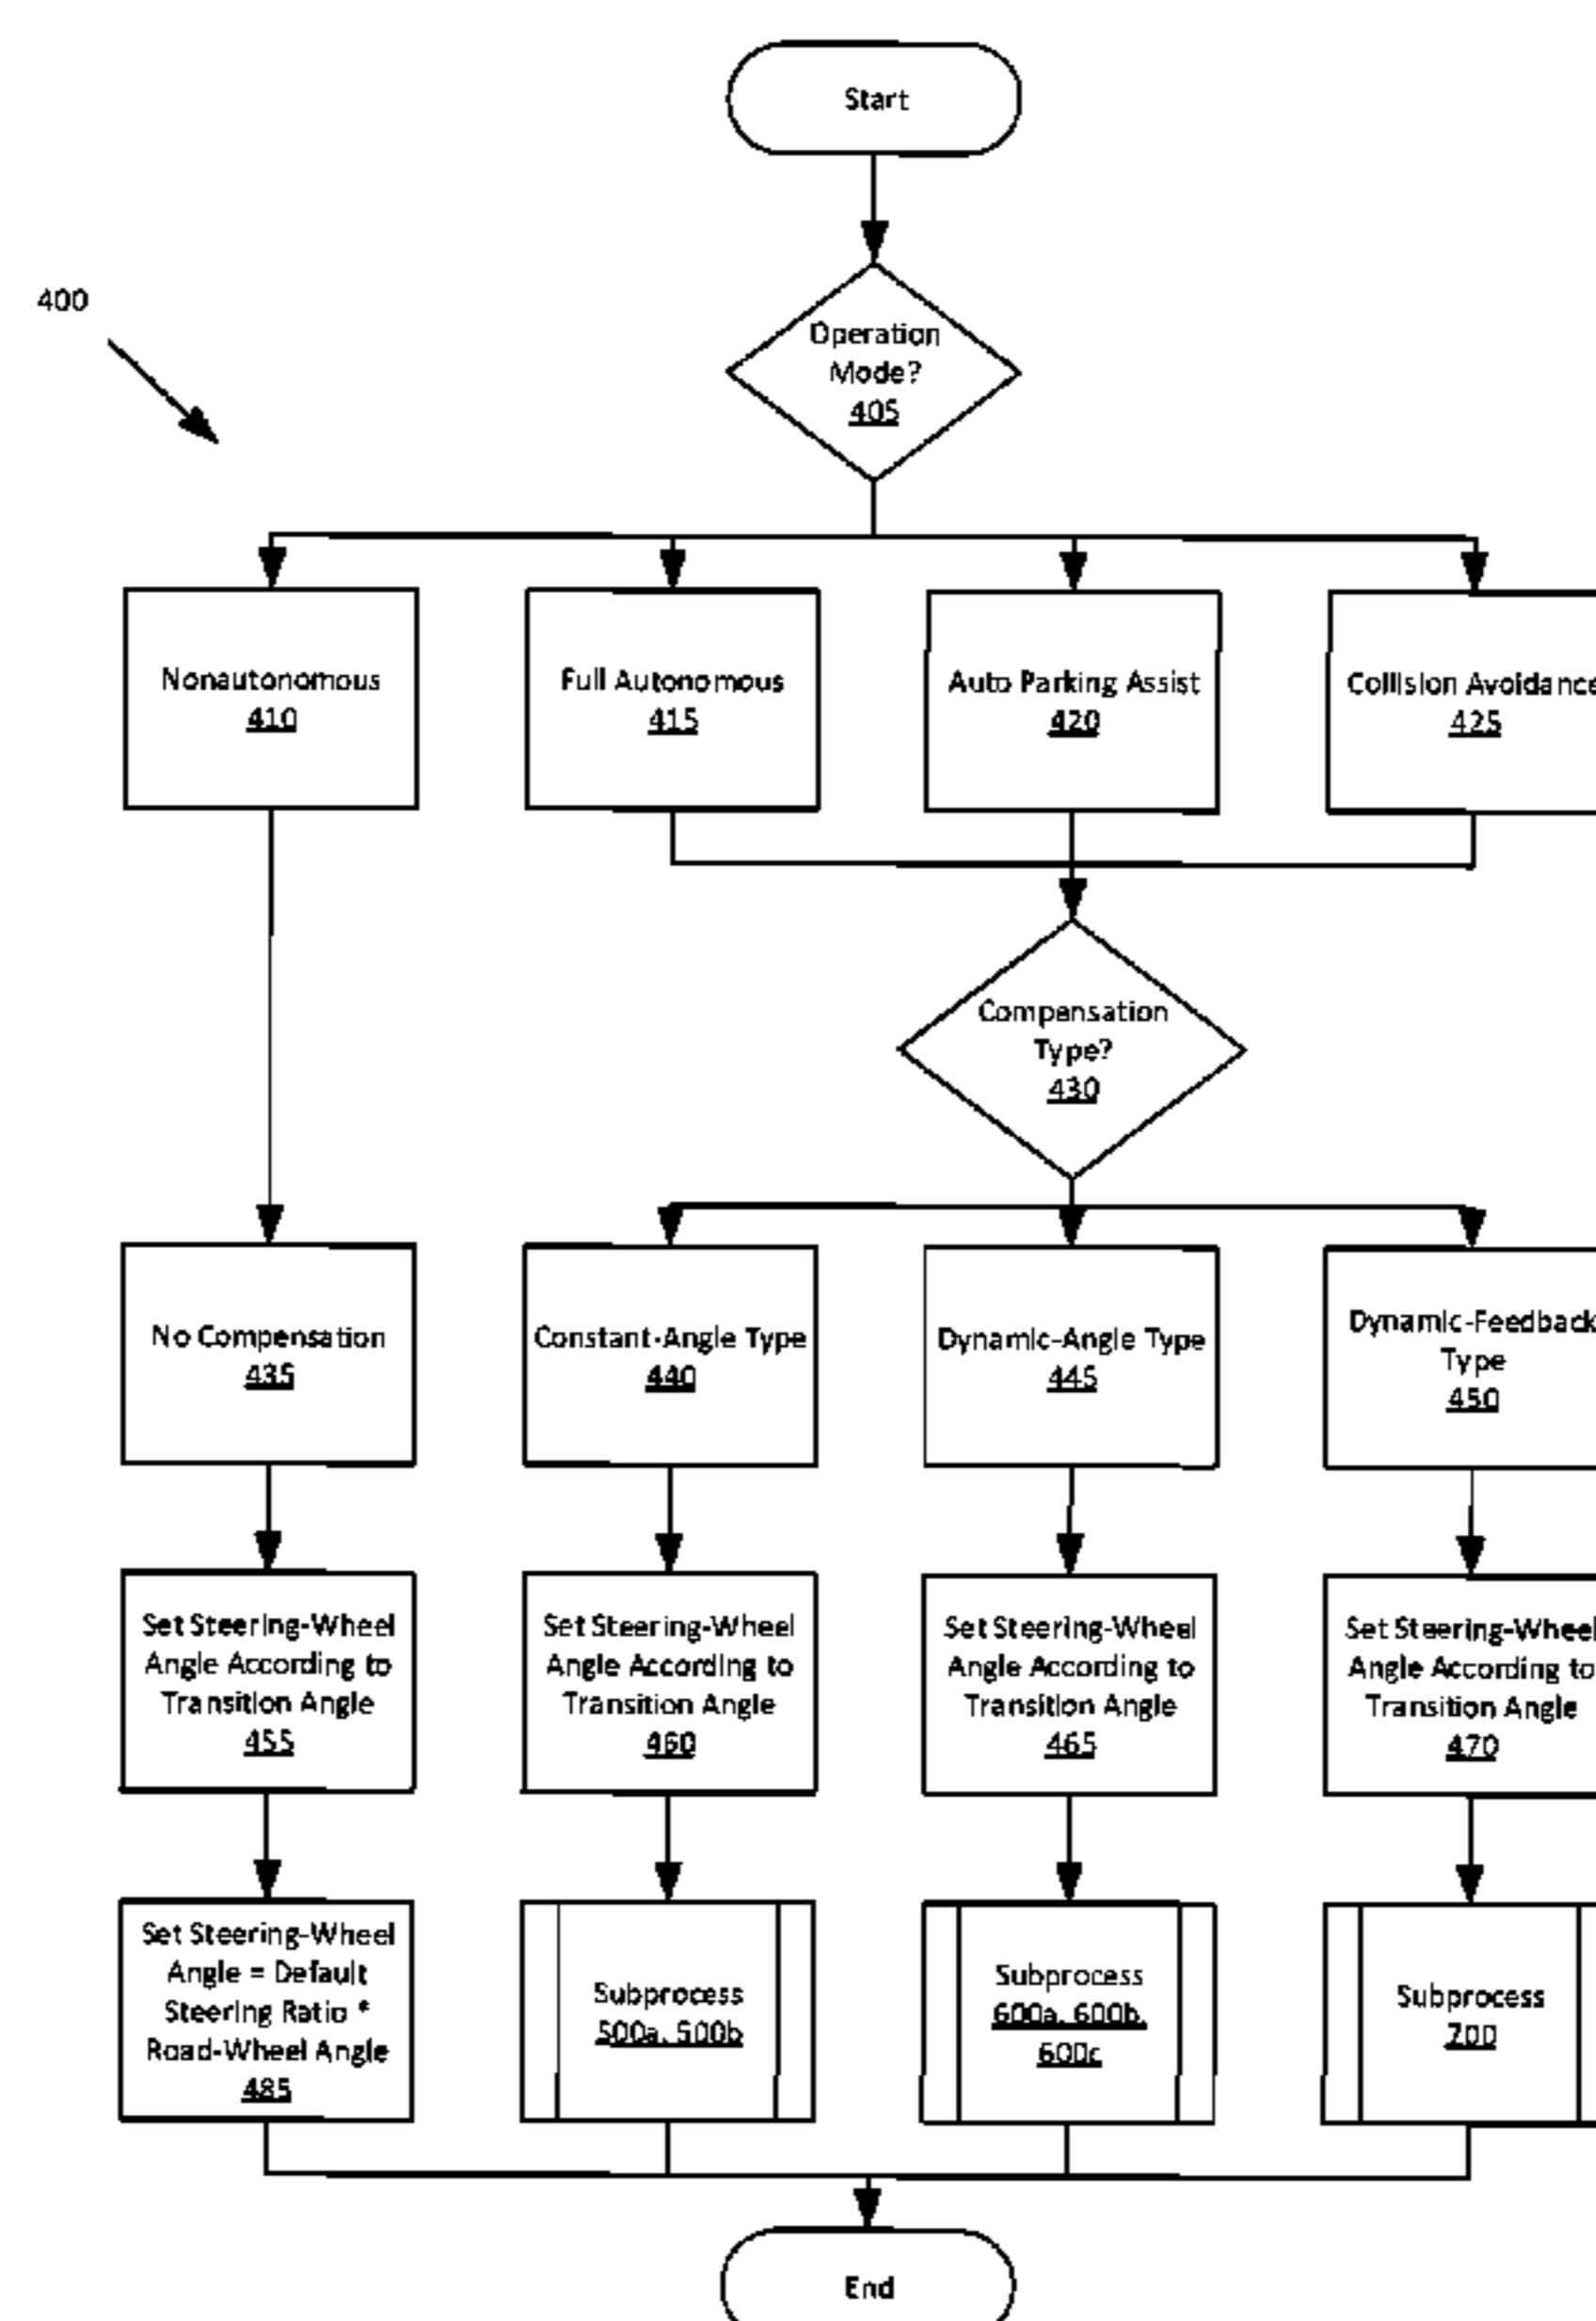 Start
400
Operation
Mode?
405
Nonautonomous
410
Full Autonomous
415
Auto Parking Assist
420
Collision Avoidance
425
Compensation
Type?
430
No Compensation
435
Constant-Angle Type
440
Dynamic-Angle Type
445
Dynamic-Feedback
Type
450
Set Steering-Wheel
Angle According to
Transition Angle
455
Set Steering-Wheel
Angle According to
Transition Angle
460
Set Steering-Wheel
Angle According to
Transition Angle
465
Set Steering-Wheel
Angle According to
Transition Angle
470
Set Steering-Wheel
Angle = Default
Steering Ratio *
Road-Wheel Angle
485
Subprocess
500a, 500b
Subprocess
600a, 600b,
600c
Subprocess
700
End